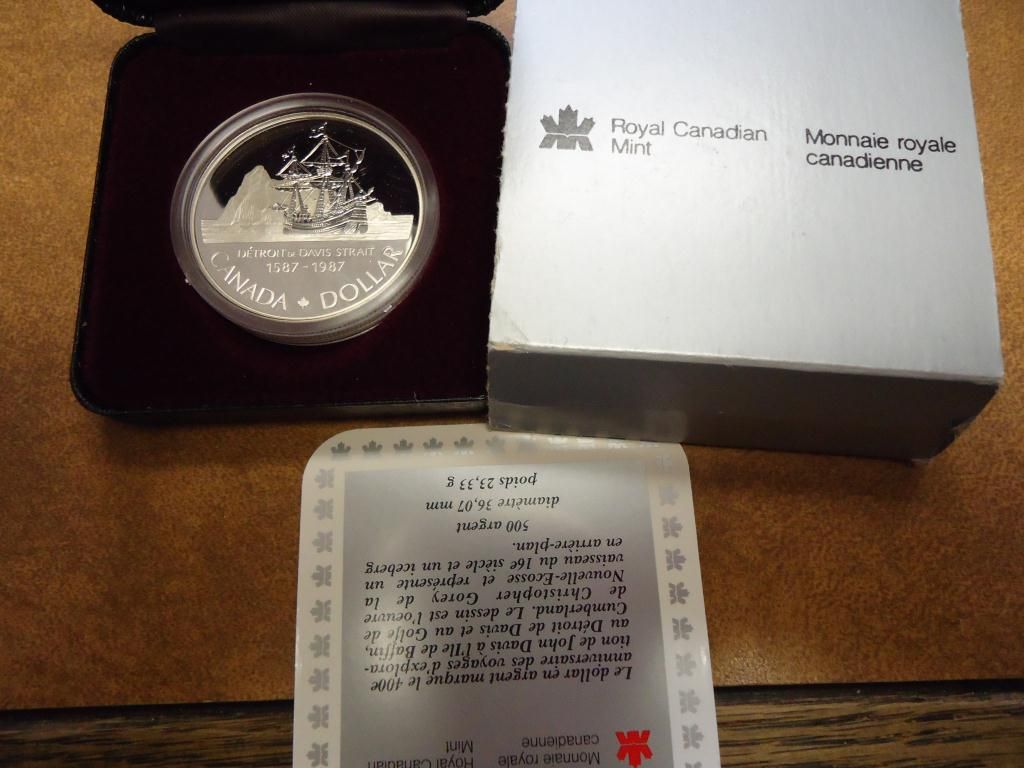 DÉTROIT DE DAVIS STRAIT
1587 - 1987
CANADA DOLLAR
Royal Canadian
Mint
Monnaie royale
canadienne
Monnaie royale
canadienne
Royal Canadian
Mint
Le dollar en argent marque le 400e
anniversaire des voyages d'explora-
tion de John Davis à l'Ile de Baffin,
au Détroit de Davis et au Golfe de
Cumberland. Le dessin est l'oeuvre
de Christopher Gorey de la
Nouvelle-Ecosse et représente un
vaisseau du 16e siècle et un iceberg
en arrière-plan.
500 argent
diamètre 36,07 mm
poids 23,33 g